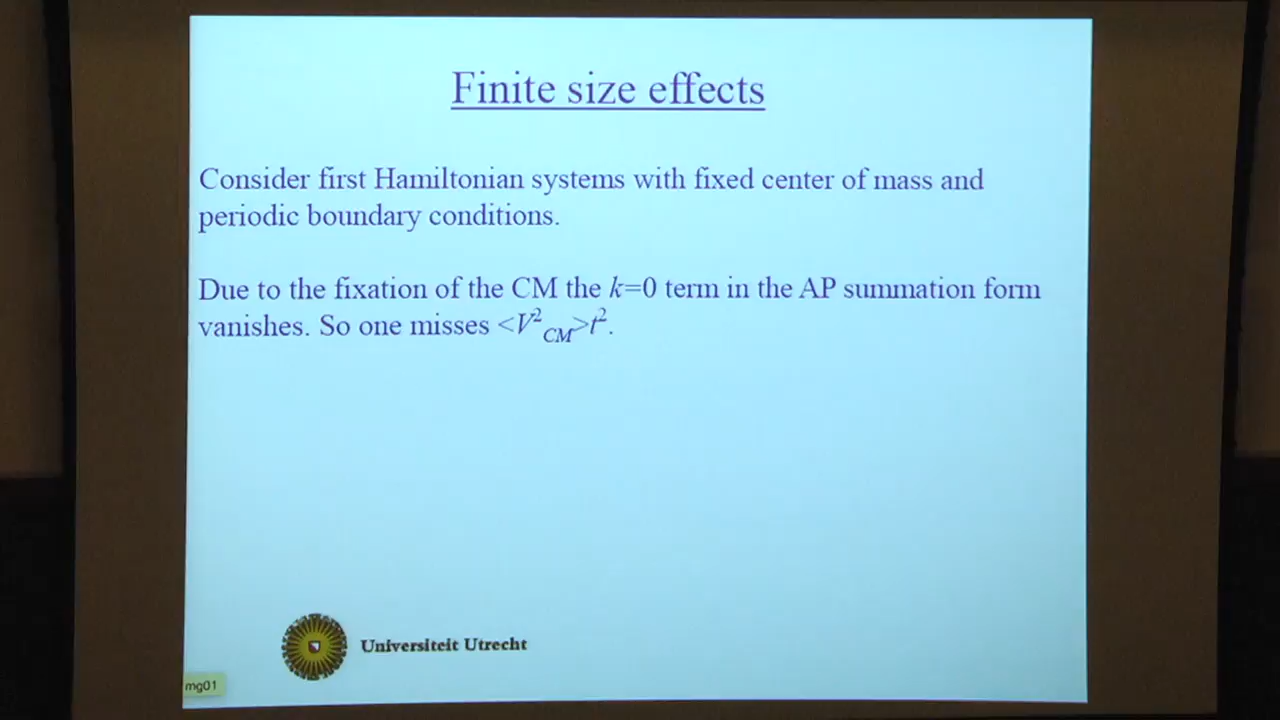 Finite size effects
Consider first Hamiltonian systems with fixed center of mass and
periodic boundary conditions.
Due to the fixation of the CM the k=0 term in the AP summation form
vanishes. So one misses <V²_CM>t².
Universiteit Utrecht
mg01